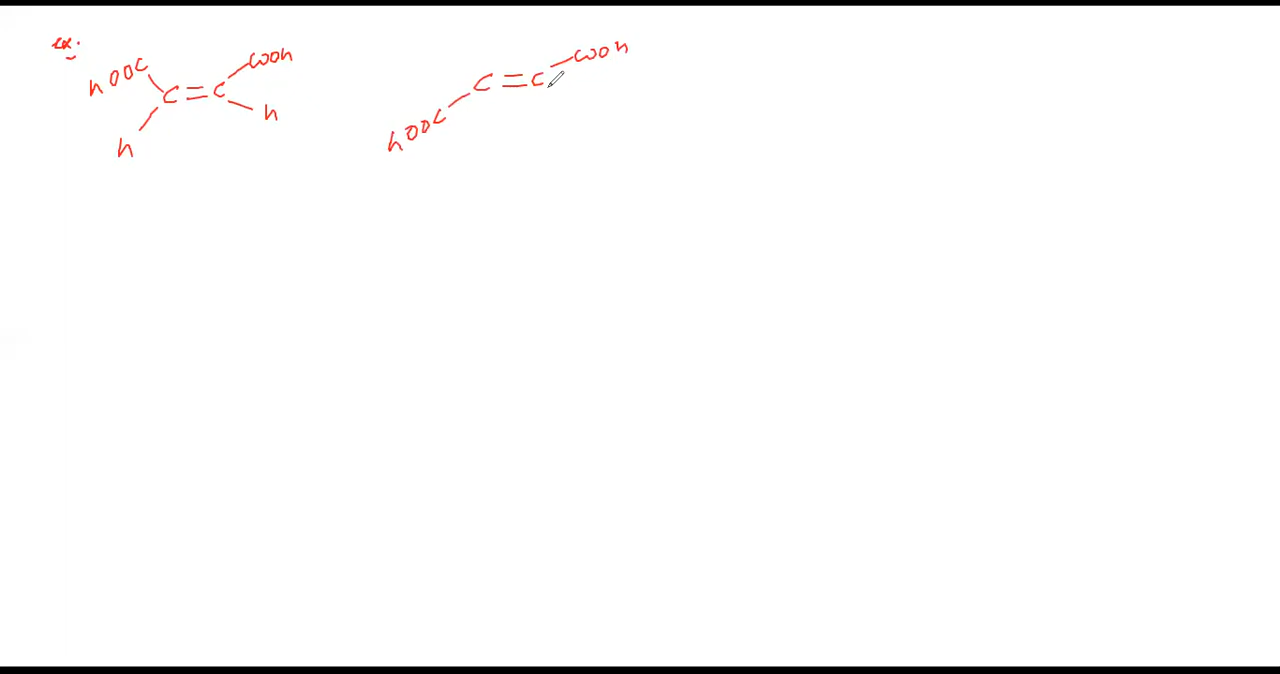 ex.
hOOC COOh
C = C
h h
COOh
C = C
hOOC